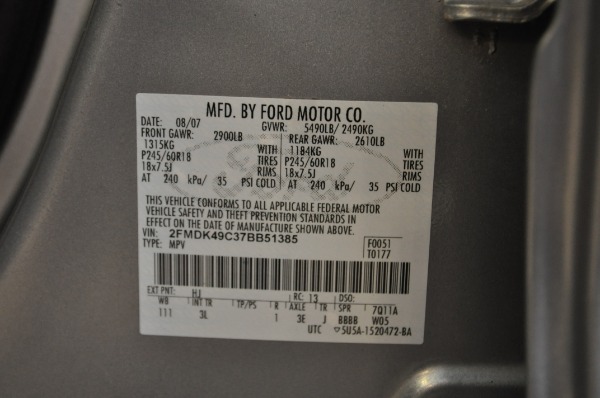 MFD. BY FORD MOTOR CO.
DATE: 08/07 GVWR: 5490LB/ 2490KG
FRONT GAWR: 2900LB REAR GAWR: 2610LB
1315KG WITH 1184KG WITH
P245/60R18 TIRES P245/60R18 TIRES
18x7.5J RIMS 18x7.5J RIMS
AT 240 kPa/ 35 PSI COLD AT 240 kPa/ 35 PSI COLD
THIS VEHICLE CONFORMS TO ALL APPLICABLE FEDERAL MOTOR
VEHICLE SAFETY AND THEFT PREVENTION STANDARDS IN
EFFECT ON THE DATE OF MANUFACTURE SHOWN ABOVE.
VIN: 2FMDK49C37BB51385 F0051
TYPE: MPV T0177
EXT PNT: HJ RC: 13 DSO:
WB INT TR TP/PS R AXLE TR SPR 7Q11A
111 3L 1 3E J BBBB W05
UTC 5U5A-1520472-BA